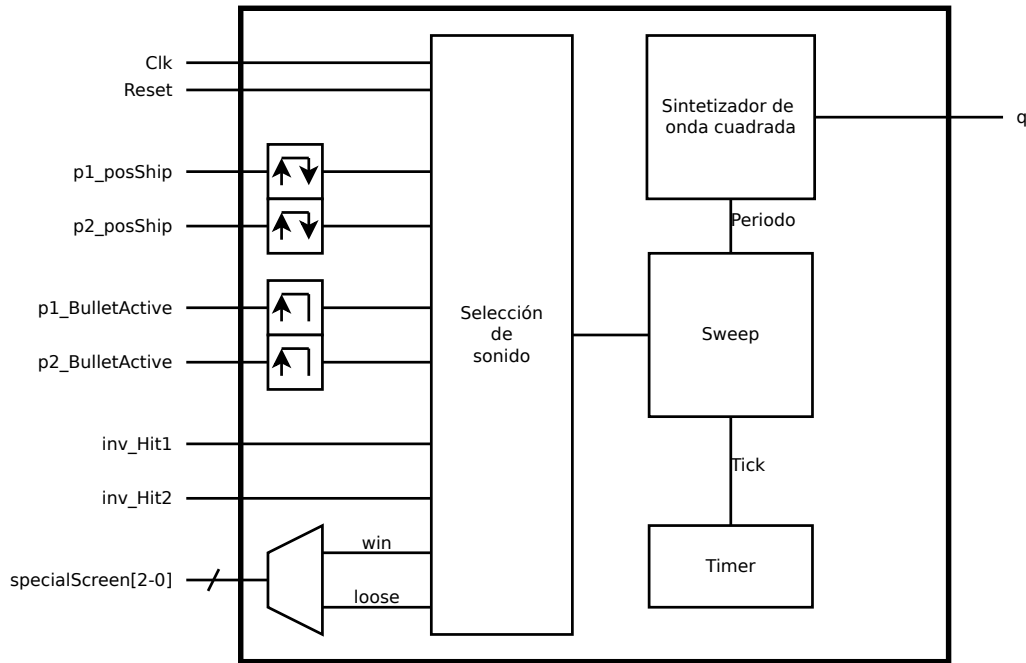 Clk
Reset
p1_posShip
p2_posShip
p1_BulletActive
p2_BulletActive
inv_Hit1
inv_Hit2
specialScreen[2-0]
win
loose
Selección
de
sonido
Sintetizador de
onda cuadrada
q
Periodo
Sweep
Tick
Timer